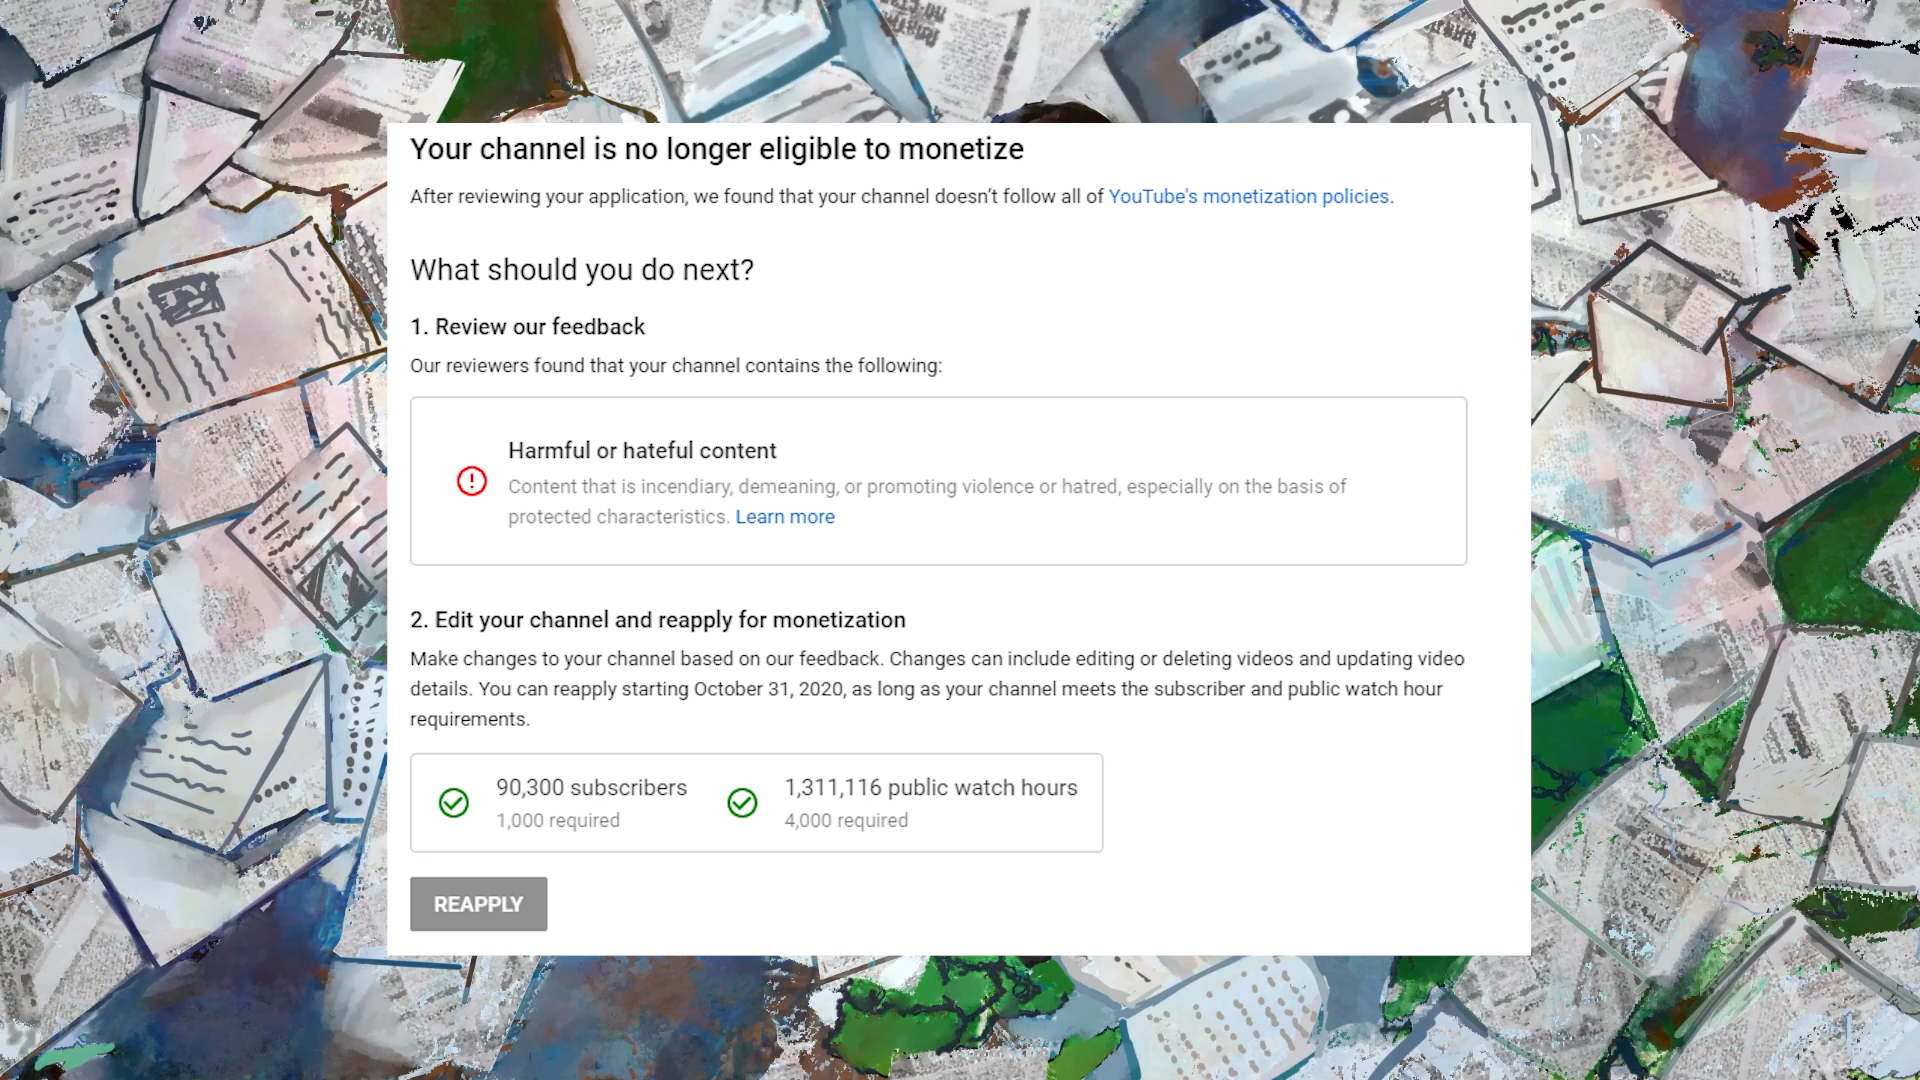 Your channel is no longer eligible to monetize
After reviewing your application, we found that your channel doesn't follow all of YouTube's monetization policies.
What should you do next?
1. Review our feedback
Our reviewers found that your channel contains the following:
Harmful or hateful content
Content that is incendiary, demeaning, or promoting violence or hatred, especially on the basis of
protected characteristics. Learn more
2. Edit your channel and reapply for monetization
Make changes to your channel based on our feedback. Changes can include editing or deleting videos and updating video
details. You can reapply starting October 31, 2020, as long as your channel meets the subscriber and public watch hour
requirements.
90,300 subscribers
1,000 required
1,311,116 public watch hours
4,000 required
REAPPLY